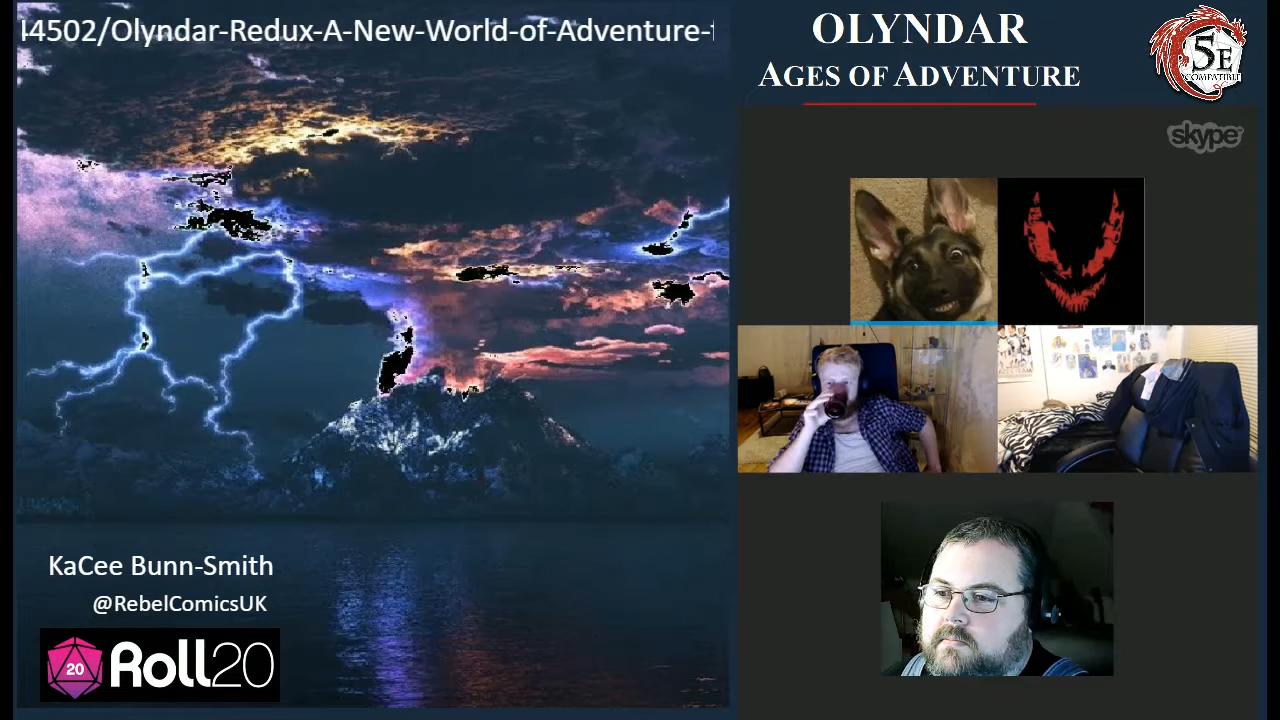 I4502/Olyndar-Redux-A-New-World-of-Adventure-
OLYNDAR
AGES OF ADVENTURE
5E
COMPATIBLE
skype
KaCee Bunn-Smith
@RebelComicsUK
20
Roll20